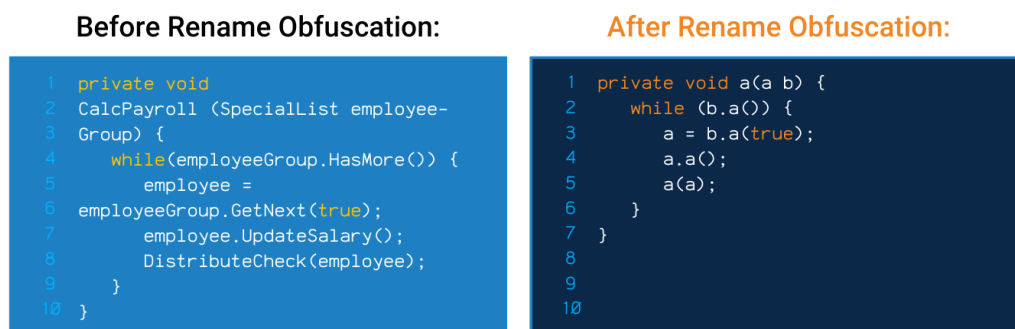 Before Rename Obfuscation:
1 private void
2 CalcPayroll (SpecialList employee-
3 Group) {
4 while(employeeGroup.HasMore()) {
5 employee =
6 employeeGroup.GetNext(true);
7 employee.UpdateSalary();
8 DistributeCheck(employee);
9 }
10 }
After Rename Obfuscation:
1 private void a(a b) {
2 while (b.a()) {
3 a = b.a(true);
4 a.a();
5 a(a);
6 }
7 }
8
9
10